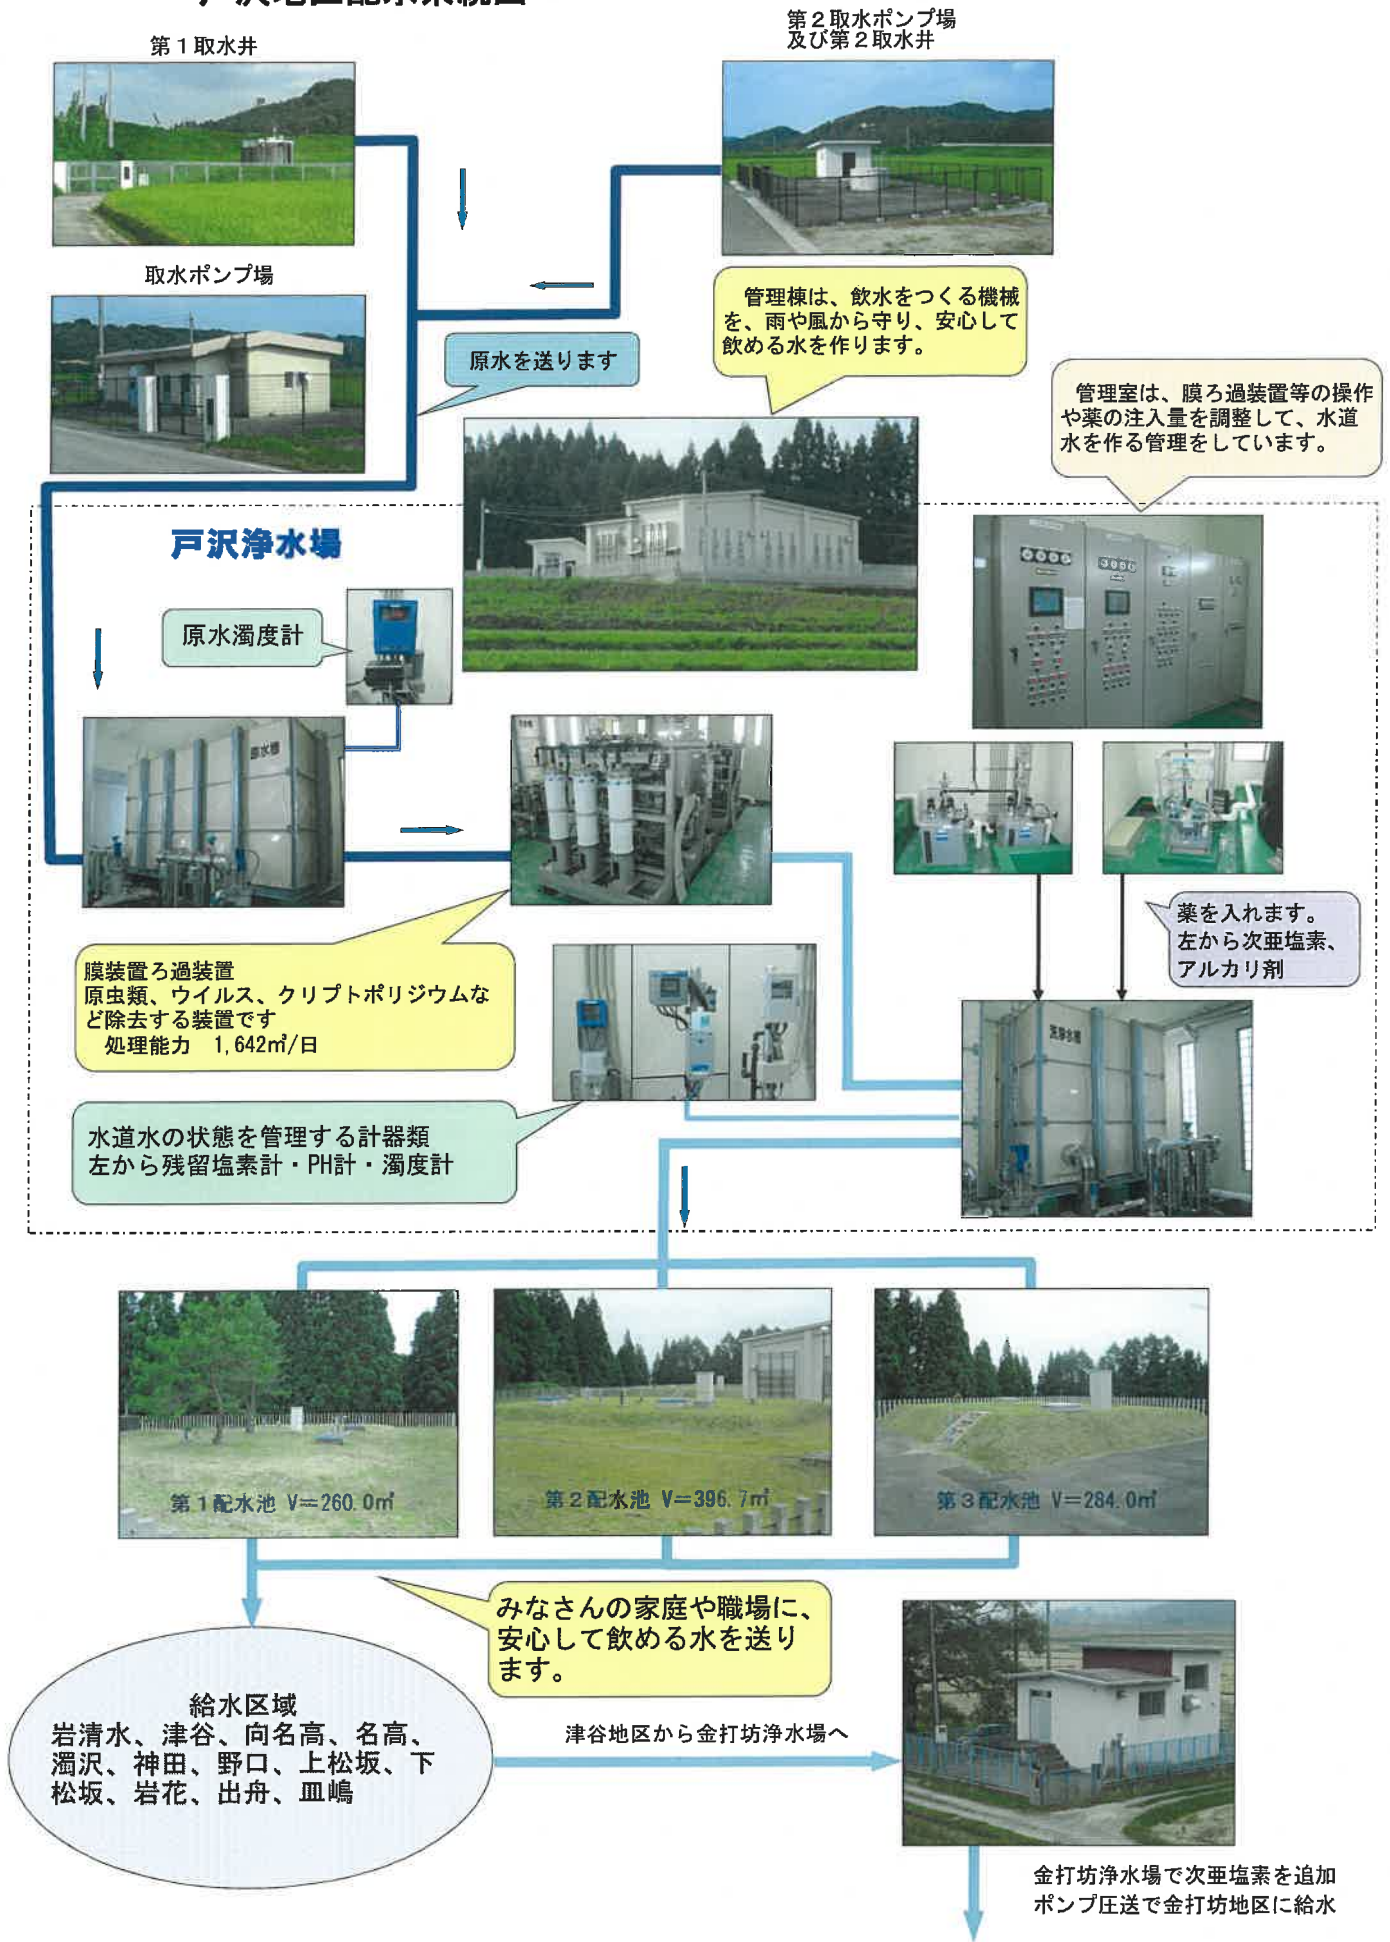 戸沢地区配水系統図
第１取水井
第２取水ポンプ場
及び第２取水井
取水ポンプ場
管理棟は、飲水をつくる機械
を、雨や風から守り、安心して
飲める水を作ります。
原水を送ります
管理室は、膜ろ過装置等の操作
や薬の注入量を調整して、水道
水を作る管理をしています。
戸沢浄水場
原水濁度計
原水槽
薬を入れます。
左から次亜塩素、
アルカリ剤
膜装置ろ過装置
原虫類、ウイルス、クリプトポリジウムな
ど除去する装置です
処理能力　1,642㎥/日
洗浄水槽
水道水の状態を管理する計器類
左から残留塩素計・PH計・濁度計
第１配水池 V＝260.0㎥
第２配水池 V＝396.7㎥
第３配水池 V＝284.0㎥
みなさんの家庭や職場に、
安心して飲める水を送り
ます。
給水区域
岩清水、津谷、向名高、名高、
濁沢、神田、野口、上松坂、下
松坂、岩花、出舟、皿嶋
津谷地区から金打坊浄水場へ
金打坊浄水場で次亜塩素を追加
ポンプ圧送で金打坊地区に給水